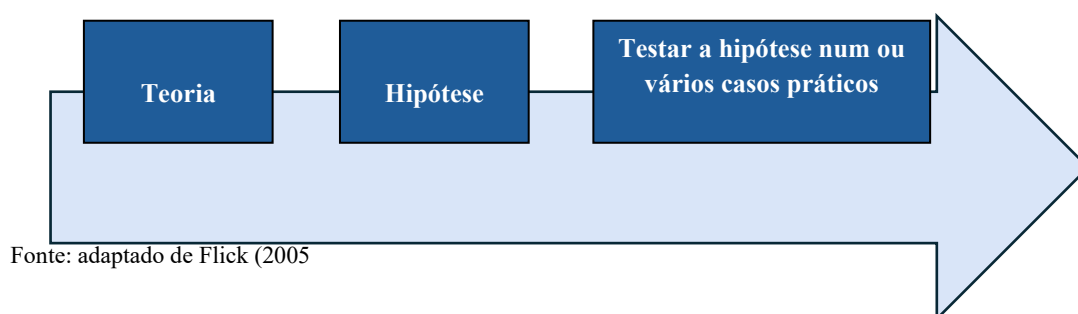 Teoria
Hipótese
Testar a hipótese num ou
vários casos práticos
Fonte: adaptado de Flick (2005